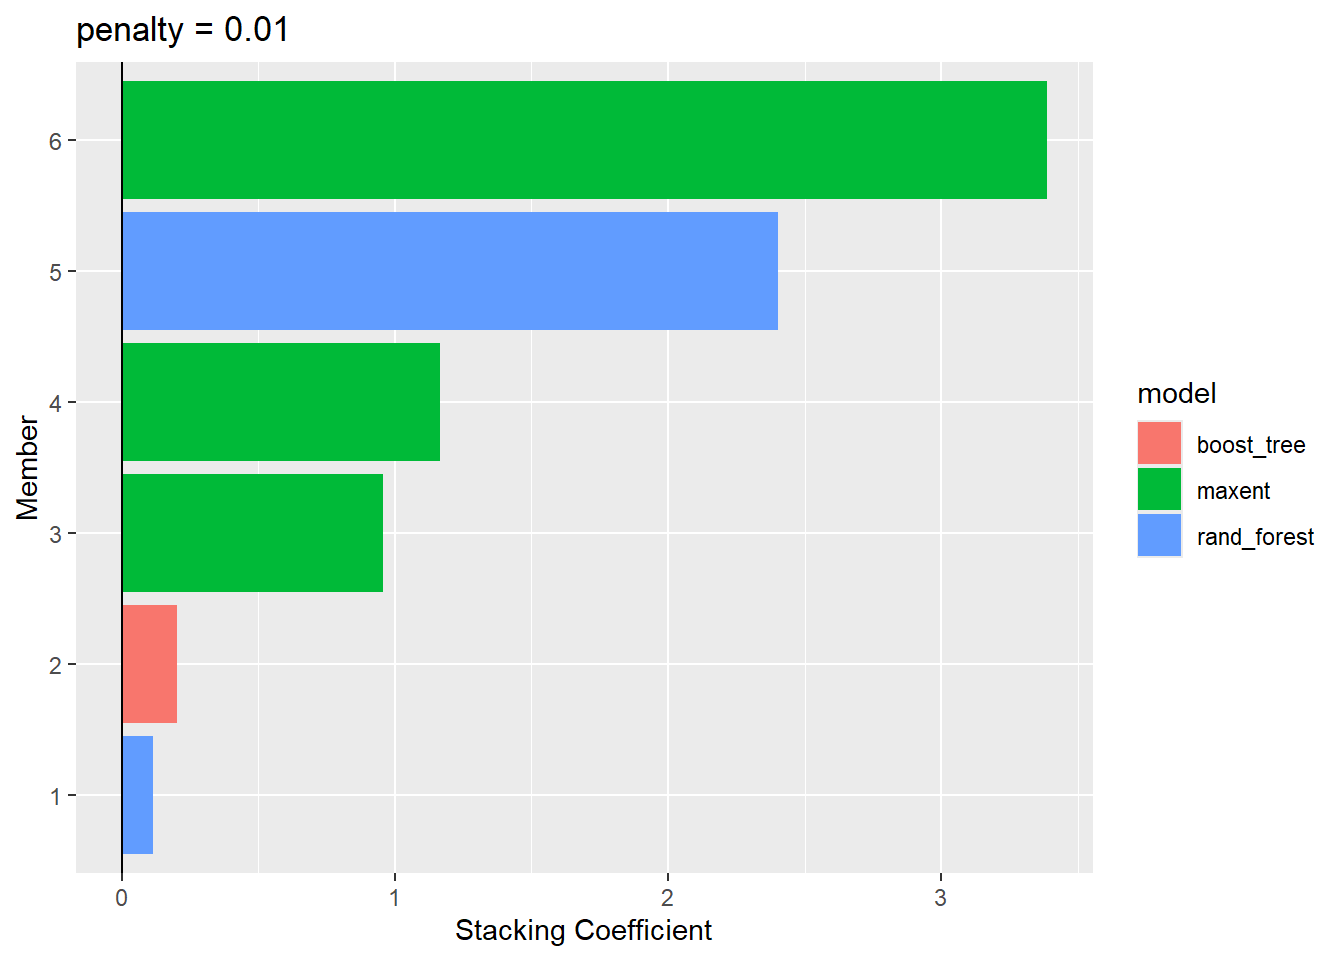 penalty = 0.01
6
5
4
3
2
1
Member
0 1 2 3
Stacking Coefficient
model
boost_tree
maxent
rand_forest